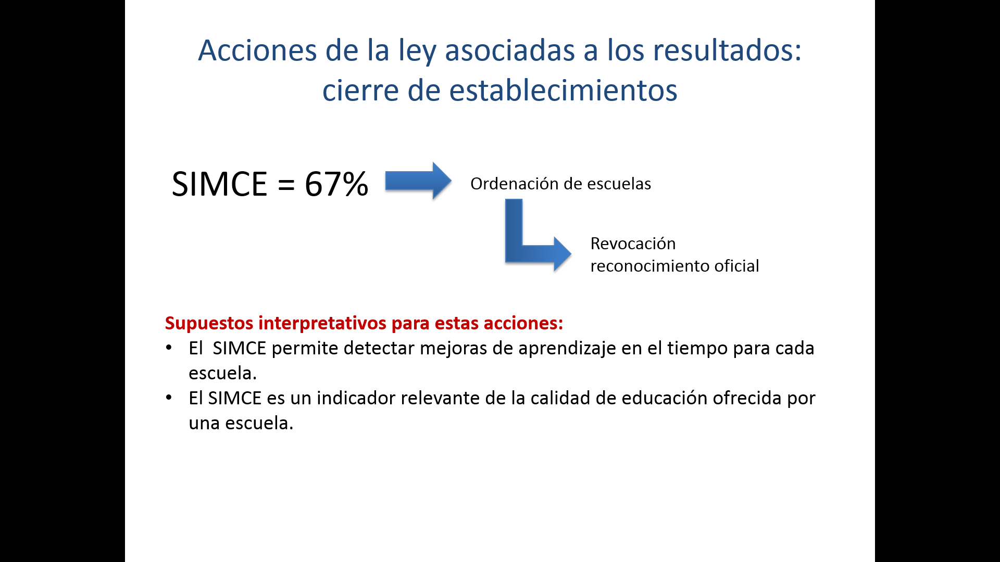 Acciones de la ley asociadas a los resultados:
cierre de establecimientos
SIMCE = 67%
Ordenación de escuelas
Revocación
reconocimiento oficial
Supuestos interpretativos para estas acciones:
• El  SIMCE permite detectar mejoras de aprendizaje en el tiempo para cada
escuela.
• El SIMCE es un indicador relevante de la calidad de educación ofrecida por
una escuela.